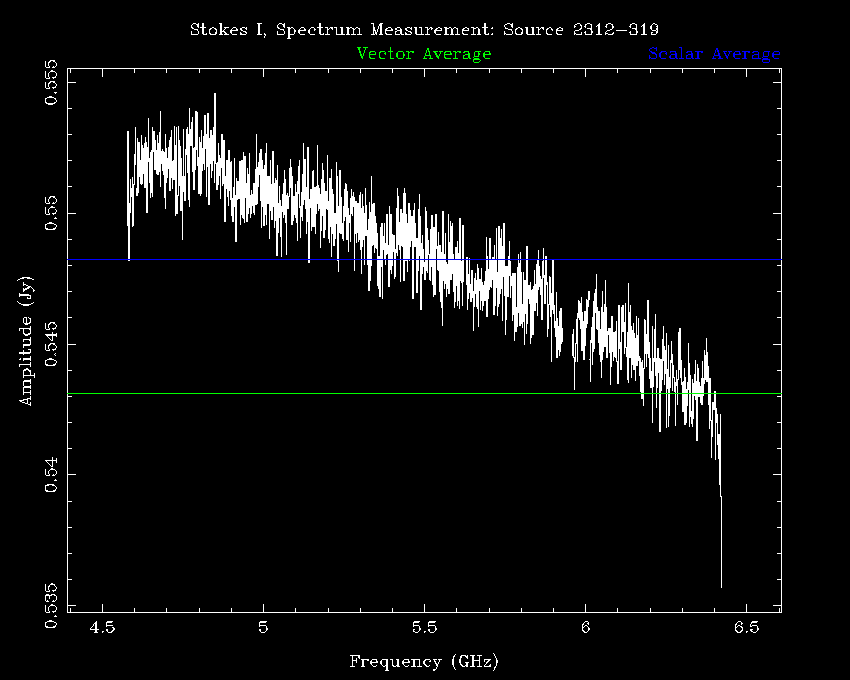 Stokes I, Spectrum Measurement: Source 2312-319
Vector Average
Scalar Average
0.555
0.55
0.545
0.54
0.535
Amplitude (Jy)
4.5 5 5.5 6 6.5
Frequency (GHz)